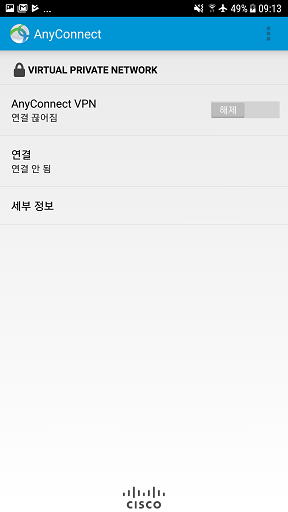 ... 49% 09:13
AnyConnect
VIRTUAL PRIVATE NETWORK
AnyConnect VPN
연결 끊어짐
해제
연결
연결 안 됨
세부 정보
CISCO